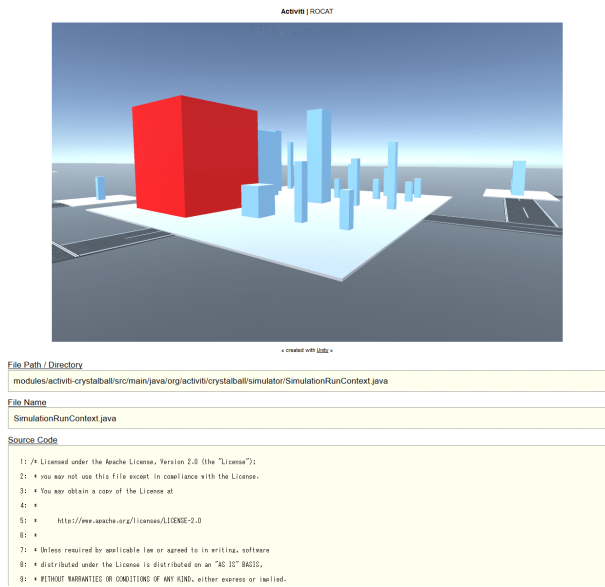 Activiti | ROCAT
« created with Unity »
File Path / Directory
modules/activiti-crystalball/src/main/java/org/activiti/crystalball/simulator/SimulationRunContext.java
File Name
SimulationRunContext.java
Source Code
1: /* Licensed under the Apache License, Version 2.0 (the "License");
2: * you may not use this file except in compliance with the License.
3: * You may obtain a copy of the License at
4: *
5: * http://www.apache.org/licenses/LICENSE-2.0
6: *
7: * Unless required by applicable law or agreed to in writing, software
8: * distributed under the License is distributed on an "AS IS" BASIS,
9: * WITHOUT WARRANTIES OR CONDITIONS OF ANY KIND, either express or implied.